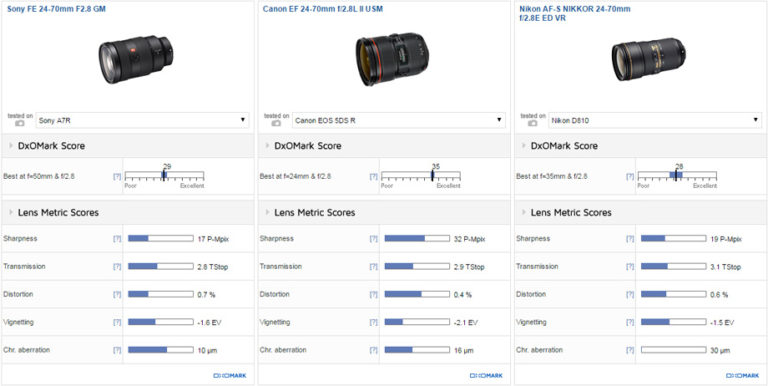 Sony FE 24-70mm F2.8 GM
tested on
Sony A7R
DxOMark Score
29
Best at f=50mm & f/2.8 [?]
Poor Excellent
Lens Metric Scores
Sharpness [?] 17 P-Mpix
Transmission [?] 2.8 TStop
Distortion [?] 0.7 %
Vignetting [?] -1.6 EV
Chr. aberration [?] 10 µm
DXOMARK
Canon EF 24-70mm f/2.8L II USM
tested on
Canon EOS 5DS R
DxOMark Score
35
Best at f=24mm & f/2.8 [?]
Poor Excellent
Lens Metric Scores
Sharpness [?] 32 P-Mpix
Transmission [?] 2.9 TStop
Distortion [?] 0.4 %
Vignetting [?] -2.1 EV
Chr. aberration [?] 16 µm
DXOMARK
Nikon AF-S NIKKOR 24-70mm
f/2.8E ED VR
tested on
Nikon D810
DxOMark Score
28
Best at f=35mm & f/2.8 [?]
Poor Excellent
Lens Metric Scores
Sharpness [?] 19 P-Mpix
Transmission [?] 3.1 TStop
Distortion [?] 0.6 %
Vignetting [?] -1.5 EV
Chr. aberration [?] 30 µm
DXOMARK